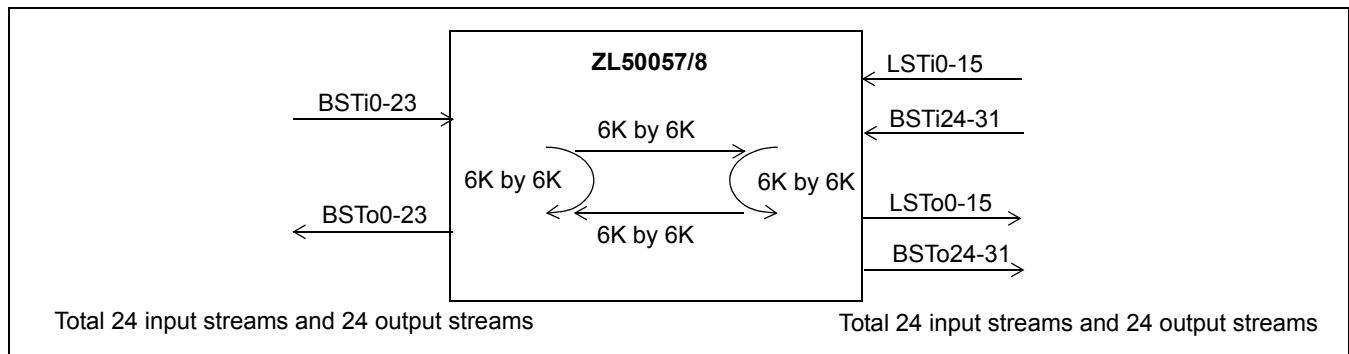 ZL50057/8
LSTi0-15
BSTi0-23
BSTi24-31
6K by 6K
6K by 6K
6K by 6K
LSTo0-15
BSTo0-23
6K by 6K
BSTo24-31
Total 24 input streams and 24 output streams
Total 24 input streams and 24 output streams